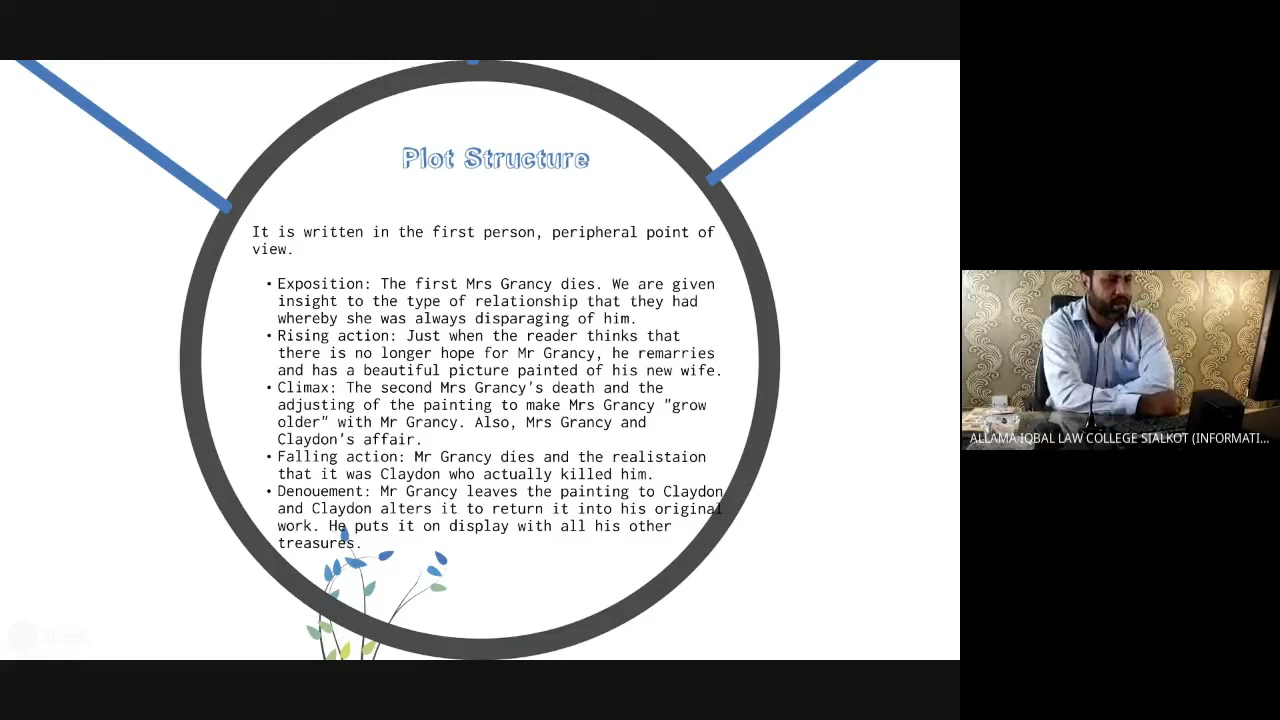 Plot Structure
It is written in the first person, peripheral point of
view.
• Exposition: The first Mrs Grancy dies. We are given
insight to the type of relationship that they had
whereby she was always disparaging of him.
• Rising action: Just when the reader thinks that
there is no longer hope for Mr Grancy, he remarries
and has a beautiful picture painted of his new wife.
• Climax: The second Mrs Grancy's death and the
adjusting of the painting to make Mrs Grancy "grow
older" with Mr Grancy. Also, Mrs Grancy and
Claydon's affair.
• Falling action: Mr Grancy dies and the realistaion
that it was Claydon who actually killed him.
• Denouement: Mr Grancy leaves the painting to Claydon
and Claydon alters it to return it into his original
work. He puts it on display with all his other
treasures.
ALLAMA IQBAL LAW COLLEGE SIALKOT (INFORMATI...